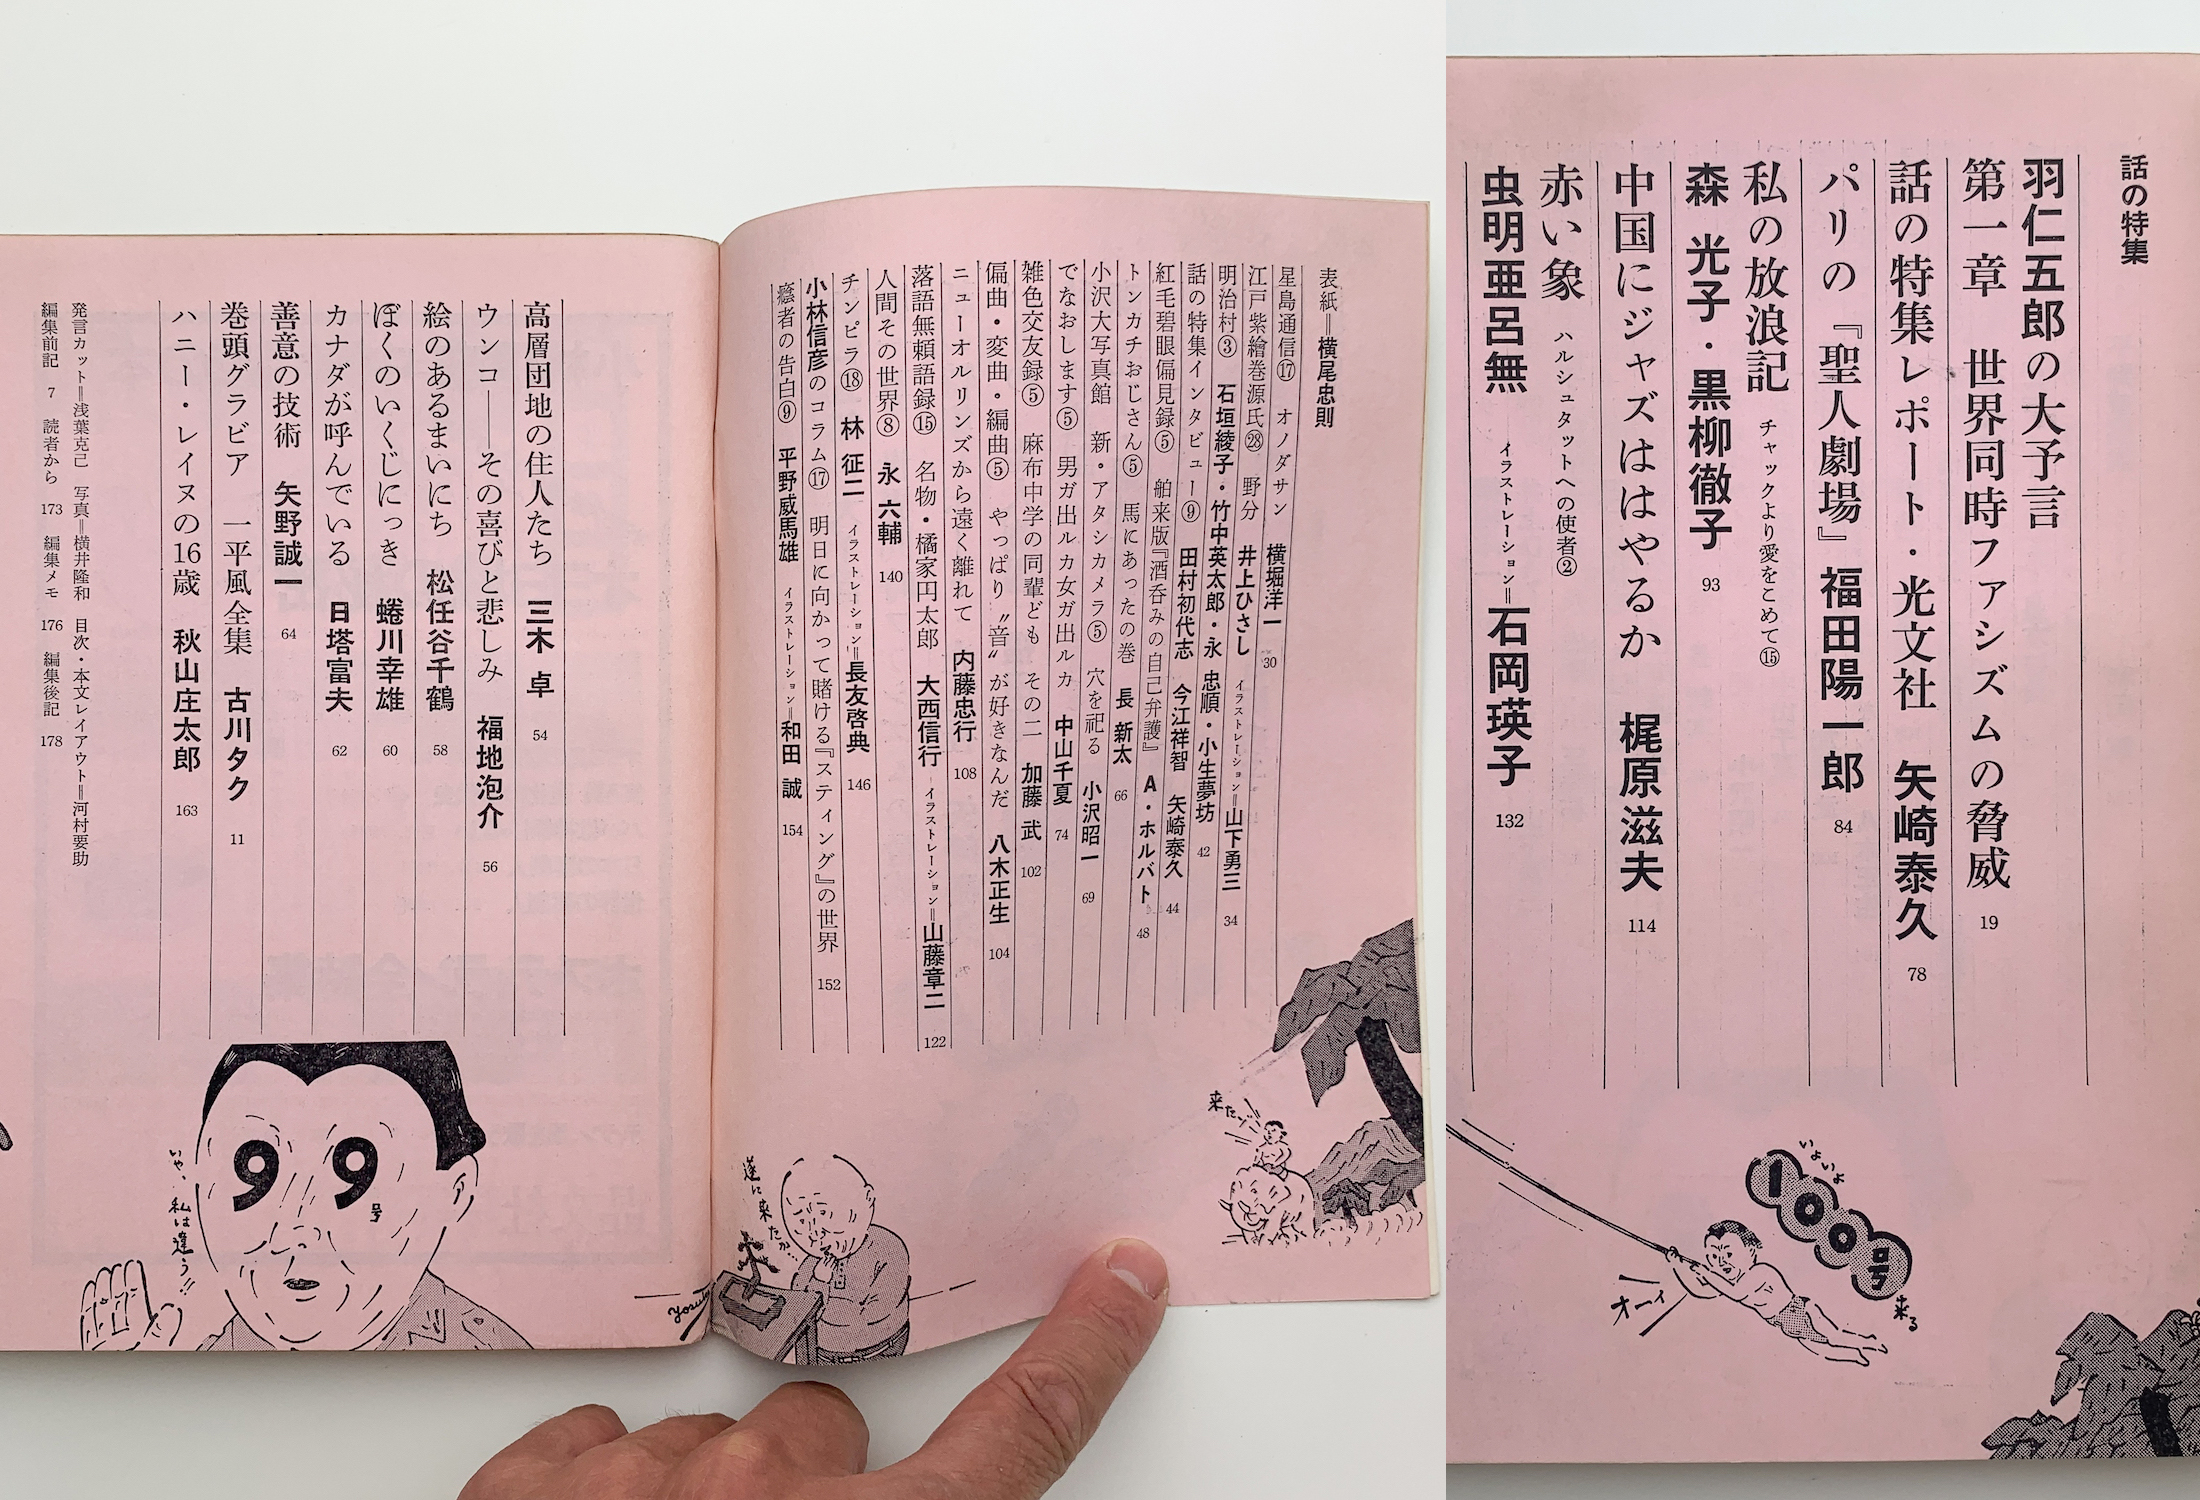 話の特集
羽仁五郎の大予言
第一章 世界同時ファシズムの脅威 19
話の特集レポート・光文社 矢崎泰久 78
パリの『聖人劇場』 福田陽一郎 84
私の放浪記 チャックより愛をこめて⑮
森 光子・黒柳徹子 93
中国にジャズははやるか 梶原滋夫 114
赤い象 ハルシュタットへの使者②
虫明亜呂無 イラストレーション=石岡瑛子 132
いよいよ
100号
来る
オーイ
表紙=横尾忠則
星島通信⑰ オノダサン 横堀洋一 30
江戸紫繪巻源氏㉘ 野分 井上ひさし イラストレーション=山下勇三 34
明治村③ 石垣綾子・竹中英太郎・永 忠順・小生夢坊 42
話の特集インタビュー⑨ 田村初代志 今江祥智 矢崎泰久 44
紅毛碧眼偏見録⑤ 舶来版『酒呑みの自己弁護』 A・ホルバト 48
トンカチおじさん⑤ 馬にあったの巻 長 新太 66
小沢大写真館 新・アタシカメラ⑤ 穴を祀る 小沢昭一 69
でなおします⑤ 男ガ出ルカ女ガ出ルカ 中山千夏 74
雑色交友録⑤ 麻布中学の同輩ども その二 加藤 武 102
偏曲・変曲・編曲⑤ やっぱり〝音〟が好きなんだ 八木正生 104
ニューオルリンズから遠く離れて 内藤忠行 108
落語無頼語録⑮ 名物・橘家円太郎 大西信行 イラストレーション=山藤章二 122
人間その世界⑧ 永 六輔 140
チンピラ⑱ 林 征二 イラストレーション=長友啓典 146
小林信彦のコラム⑰ 明日に向かって賭ける『スティング』の世界 152
癮者の告白⑨ 平野威馬雄 イラストレーション=和田 誠 154
来たゾ
遂に来たか…
高層団地の住人たち 三木 卓 54
ウンコ――その喜びと悲しみ 福地泡介 56
絵のあるまいにち 松任谷千鶴 58
ぼくのいくじにっき 蜷川幸雄 60
カナダが呼んでいる 日塔富夫 62
善意の技術 矢野誠一 64
巻頭グラビア 一平風全集 古川タク 11
ハニー・レイヌの16歳 秋山庄太郎 163
発言カット=浅葉克己 写真=横井隆和 目次・本文レイアウト=河村要助
編集前記 7 読者から 173 編集メモ 176 編集後記 178
99号
いや、私は違う!!